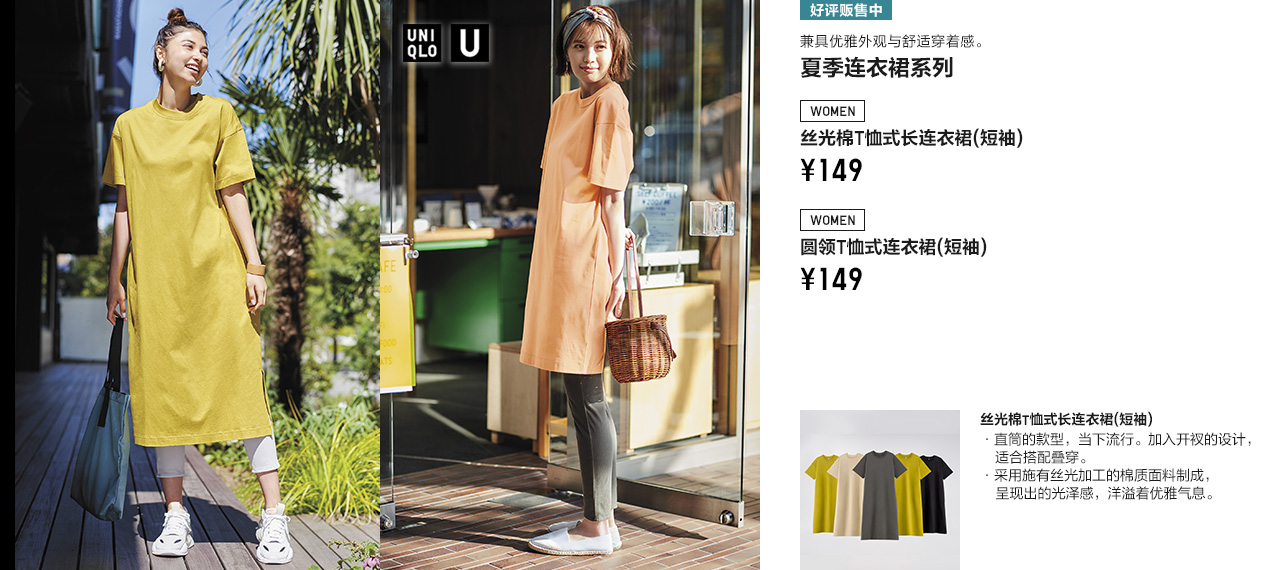 UNI
QLO
U
好评贩售中
兼具优雅外观与舒适穿着感。
夏季连衣裙系列
WOMEN
丝光棉T恤式长连衣裙(短袖)
¥149
WOMEN
圆领T恤式连衣裙(短袖)
¥149
丝光棉T恤式长连衣裙(短袖)
· 直筒的款型，当下流行。加入开衩的设计，
适合搭配叠穿。
· 采用施有丝光加工的棉质面料制成，
呈现出的光泽感，洋溢着优雅气息。